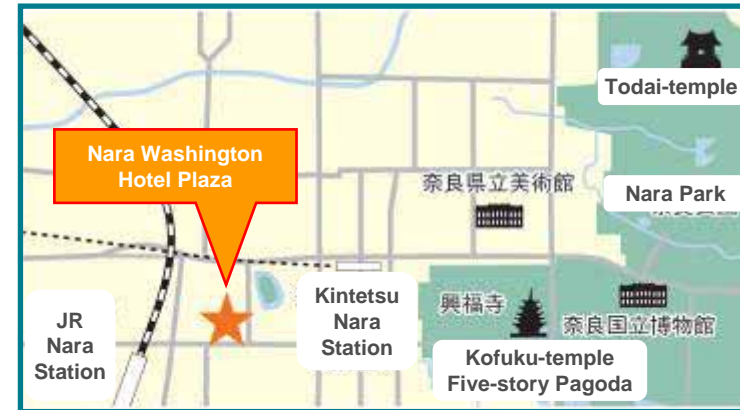 Todai-temple
Nara Washington
Hotel Plaza
奈良県立美術館
Nara Park
Kintetsu
Nara
Station
興福寺
奈良国立博物館
JR
Nara
Station
Kofuku-temple
Five-story Pagoda